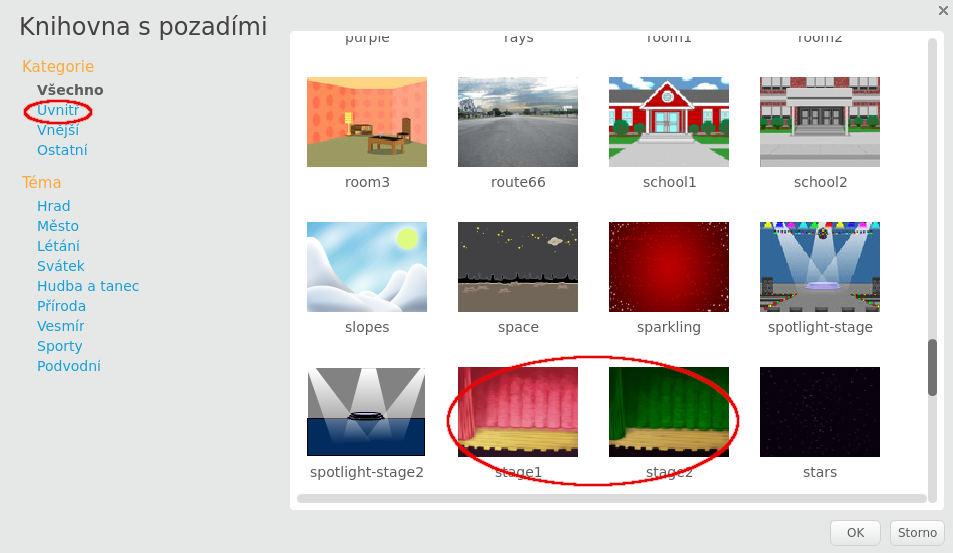 Knihovna s pozadími
Kategorie
Všechno
Uvnitř
Vnější
Ostatní
Téma
Hrad
Město
Létání
Svátek
Hudba a tanec
Příroda
Vesmír
Sporty
Podvodní
purple rays room1 room2
room3 route66 school1 school2
slopes space sparkling spotlight-stage
spotlight-stage2 stage1 stage2 stars
OK Storno